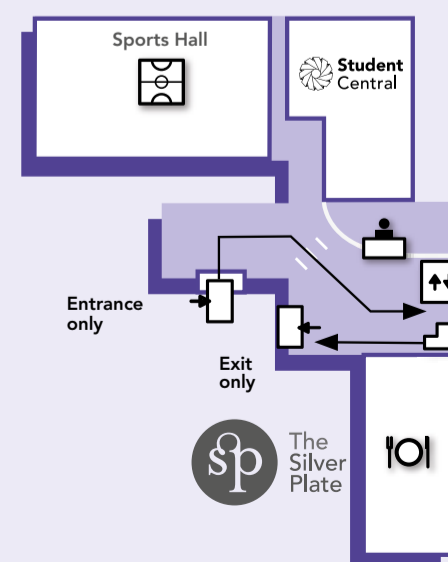 Sports Hall
Student
Central
Entrance
only
Exit
only
sp
The
Silver
Plate